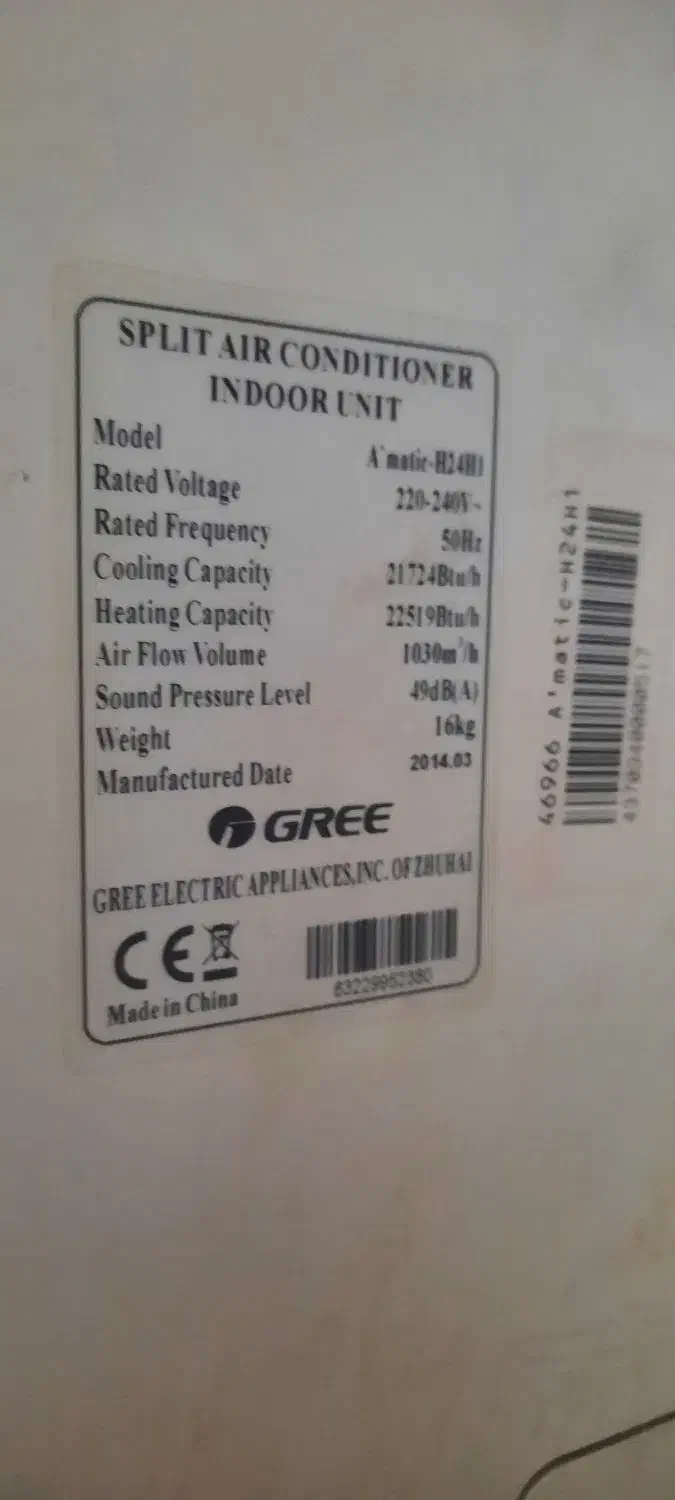 SPLIT AIR CONDITIONER
INDOOR UNIT
Model A'matic-H24H1
Rated Voltage 220-240V~
Rated Frequency 50Hz
Cooling Capacity 21724Btu/h
Heating Capacity 22519Btu/h
Air Flow Volume 1030m³/h
Sound Pressure Level 49dB(A)
Weight 16kg
Manufactured Date 2014.03
GREE
GREE ELECTRIC APPLIANCES,INC. OF ZHUHAI
CE
Made in China
63229952380
46966 A'matic-H24H1